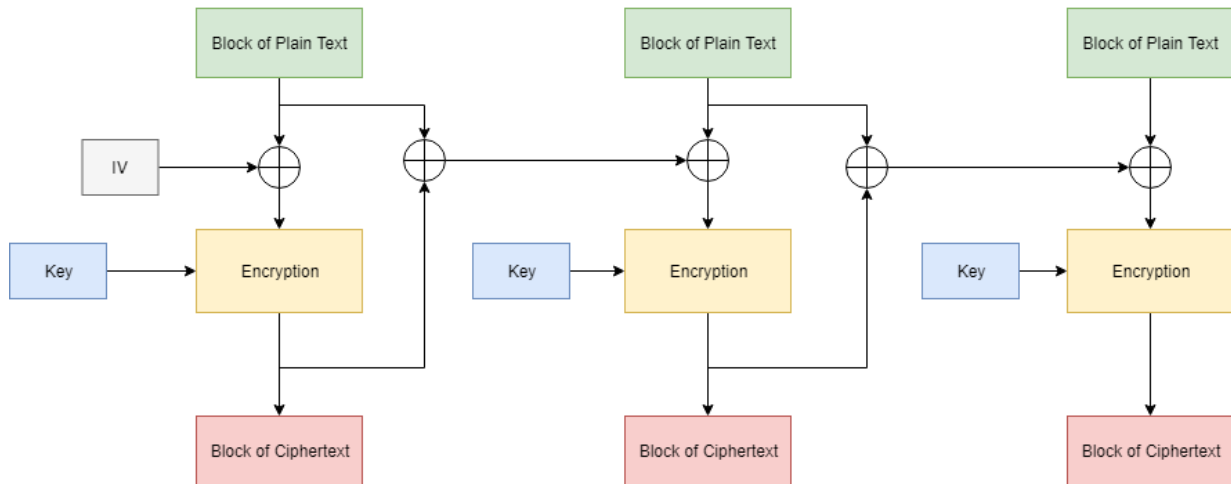 Block of Plain Text
Block of Plain Text
Block of Plain Text
IV
Key
Encryption
Key
Encryption
Key
Encryption
Block of Ciphertext
Block of Ciphertext
Block of Ciphertext